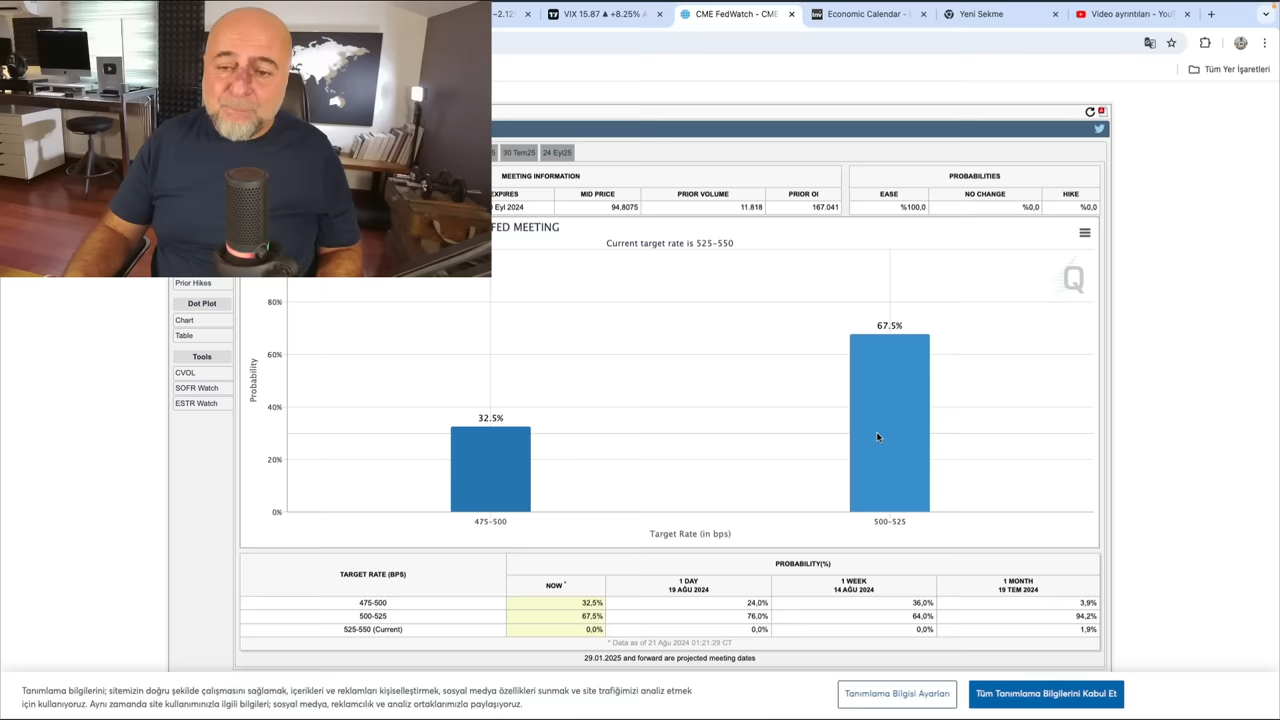 −2.12%
VIX 15.87 ▲ +8.25% A
CME FedWatch - CME
Economic Calendar - E
Yeni Sekme
Video ayrıntıları - YouT
Tüm Yer İşaretleri
30 Tem25
24 Eyl25
MEETING INFORMATION
PROBABILITIES
EXPIRES
MID PRICE
PRIOR VOLUME
PRIOR OI
EASE
NO CHANGE
HIKE
Eyl 2024
94,8075
11.818
167.041
%100,0
%0,0
%0,0
FED MEETING
Current target rate is 525–550
Q
Prior Hikes
Dot Plot
Chart
Table
Tools
CVOL
SOFR Watch
ESTR Watch
Probability
80%
60%
40%
20%
0%
32.5%
67.5%
475–500
500–525
Target Rate (in bps)
TARGET RATE (BPS)
PROBABILITY(%)
NOW *
1 DAY
19 AĞU 2024
1 WEEK
14 AĞU 2024
1 MONTH
19 TEM 2024
475-500 32,5% 24,0% 36,0% 3,9%
500-525 67,5% 76,0% 64,0% 94,2%
525-550 (Current) 0,0% 0,0% 0,0% 1,9%
* Data as of 21 Ağu 2024 01:21:29 CT
29.01.2025 and forward are projected meeting dates
Tanımlama bilgilerini; sitemizin doğru şekilde çalışmasını sağlamak, içerikleri ve reklamları kişiselleştirmek, sosyal medya özellikleri sunmak ve site trafiğimizi analiz etmek
için kullanıyoruz. Aynı zamanda site kullanımınızla ilgili bilgileri; sosyal medya, reklamcılık ve analiz ortaklarımızla paylaşıyoruz.
Tanımlama Bilgisi Ayarları
Tüm Tanımlama Bilgilerini Kabul Et